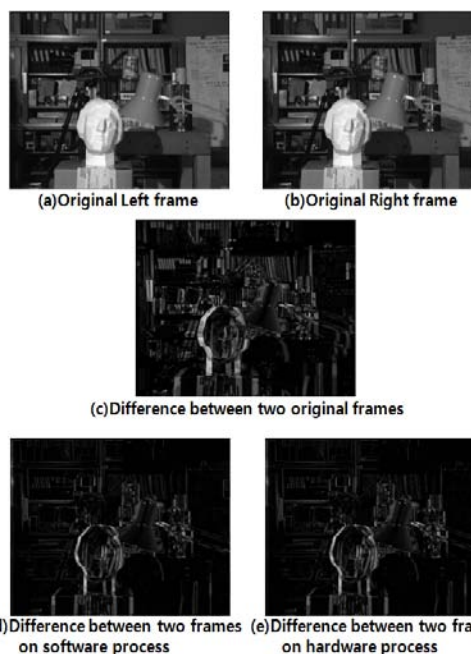 (a)Original Left frame
(b)Original Right frame
(c)Difference between two original frames
)Difference between two frames
on software process
(e)Difference between two fra
on hardware process